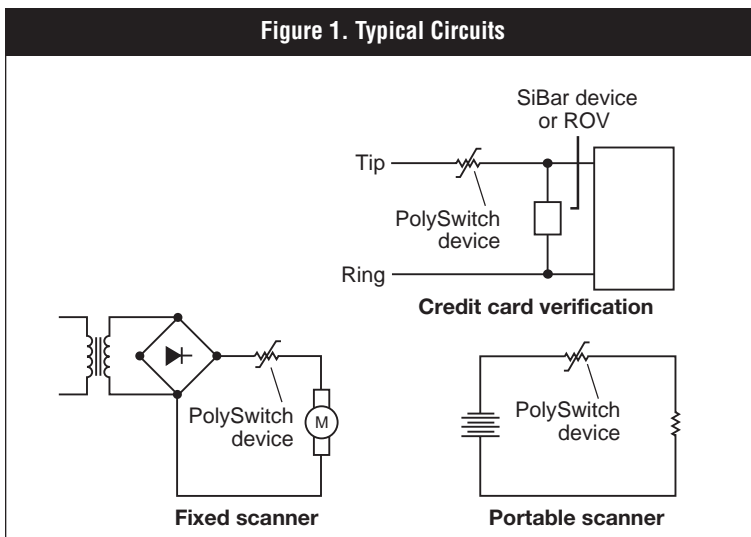 Figure 1. Typical Circuits
SiBar device
or ROV
Tip
PolySwitch
device
Ring
Credit card verification
PolySwitch
device
M
Fixed scanner
PolySwitch
device
Portable scanner